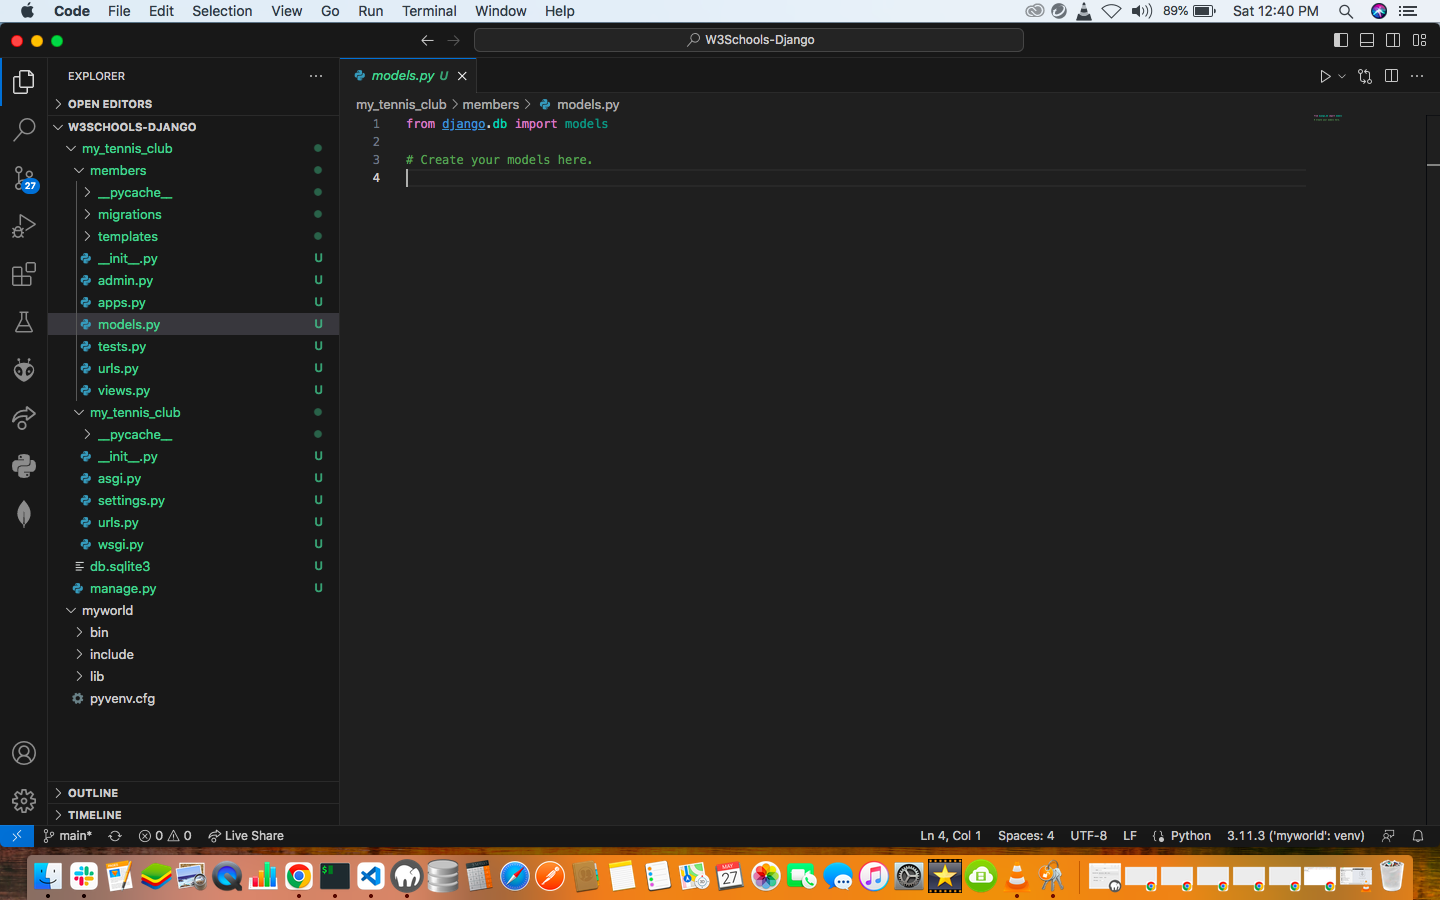 Code File Edit Selection View Go Run Terminal Window Help 89% Sat 12:40 PM
W3Schools-Django
EXPLORER
OPEN EDITORS
W3SCHOOLS-DJANGO
my_tennis_club
members
__pycache__
migrations
templates
__init__.py U
admin.py U
apps.py U
models.py U
tests.py U
urls.py U
views.py U
my_tennis_club
__pycache__
__init__.py U
asgi.py U
settings.py U
urls.py U
wsgi.py U
db.sqlite3 U
manage.py U
myworld
bin
include
lib
pyvenv.cfg
OUTLINE
TIMELINE
27
models.py U
my_tennis_club > members > models.py
1 from django.db import models
2
3 # Create your models here.
4
main* 0 0 Live Share Ln 4, Col 1 Spaces: 4 UTF-8 LF Python 3.11.3 ('myworld': venv)
$
MAY
27